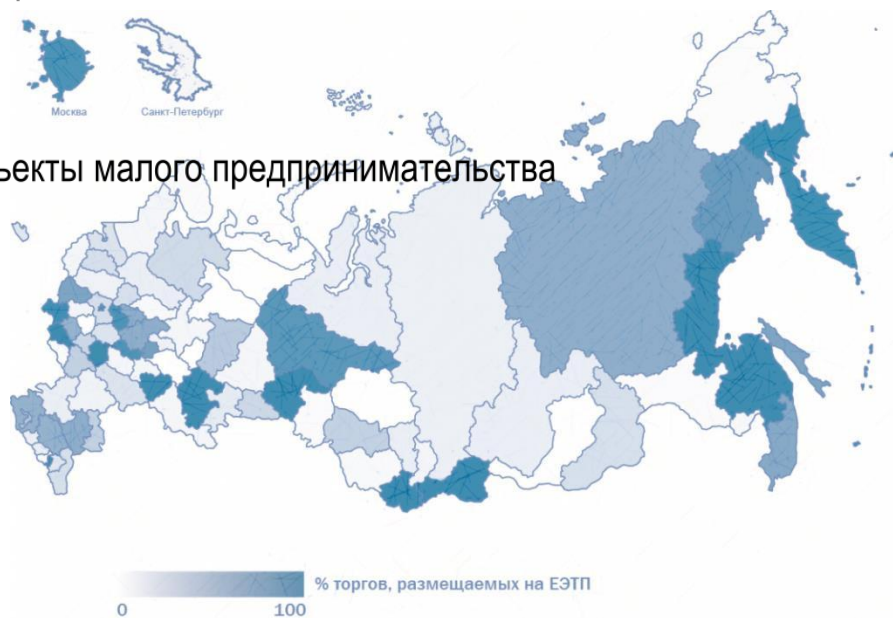 Москва
Санкт-Петербург
ъекты малого предпринимательства
% торгов, размещаемых на ЕЭТП
0
100